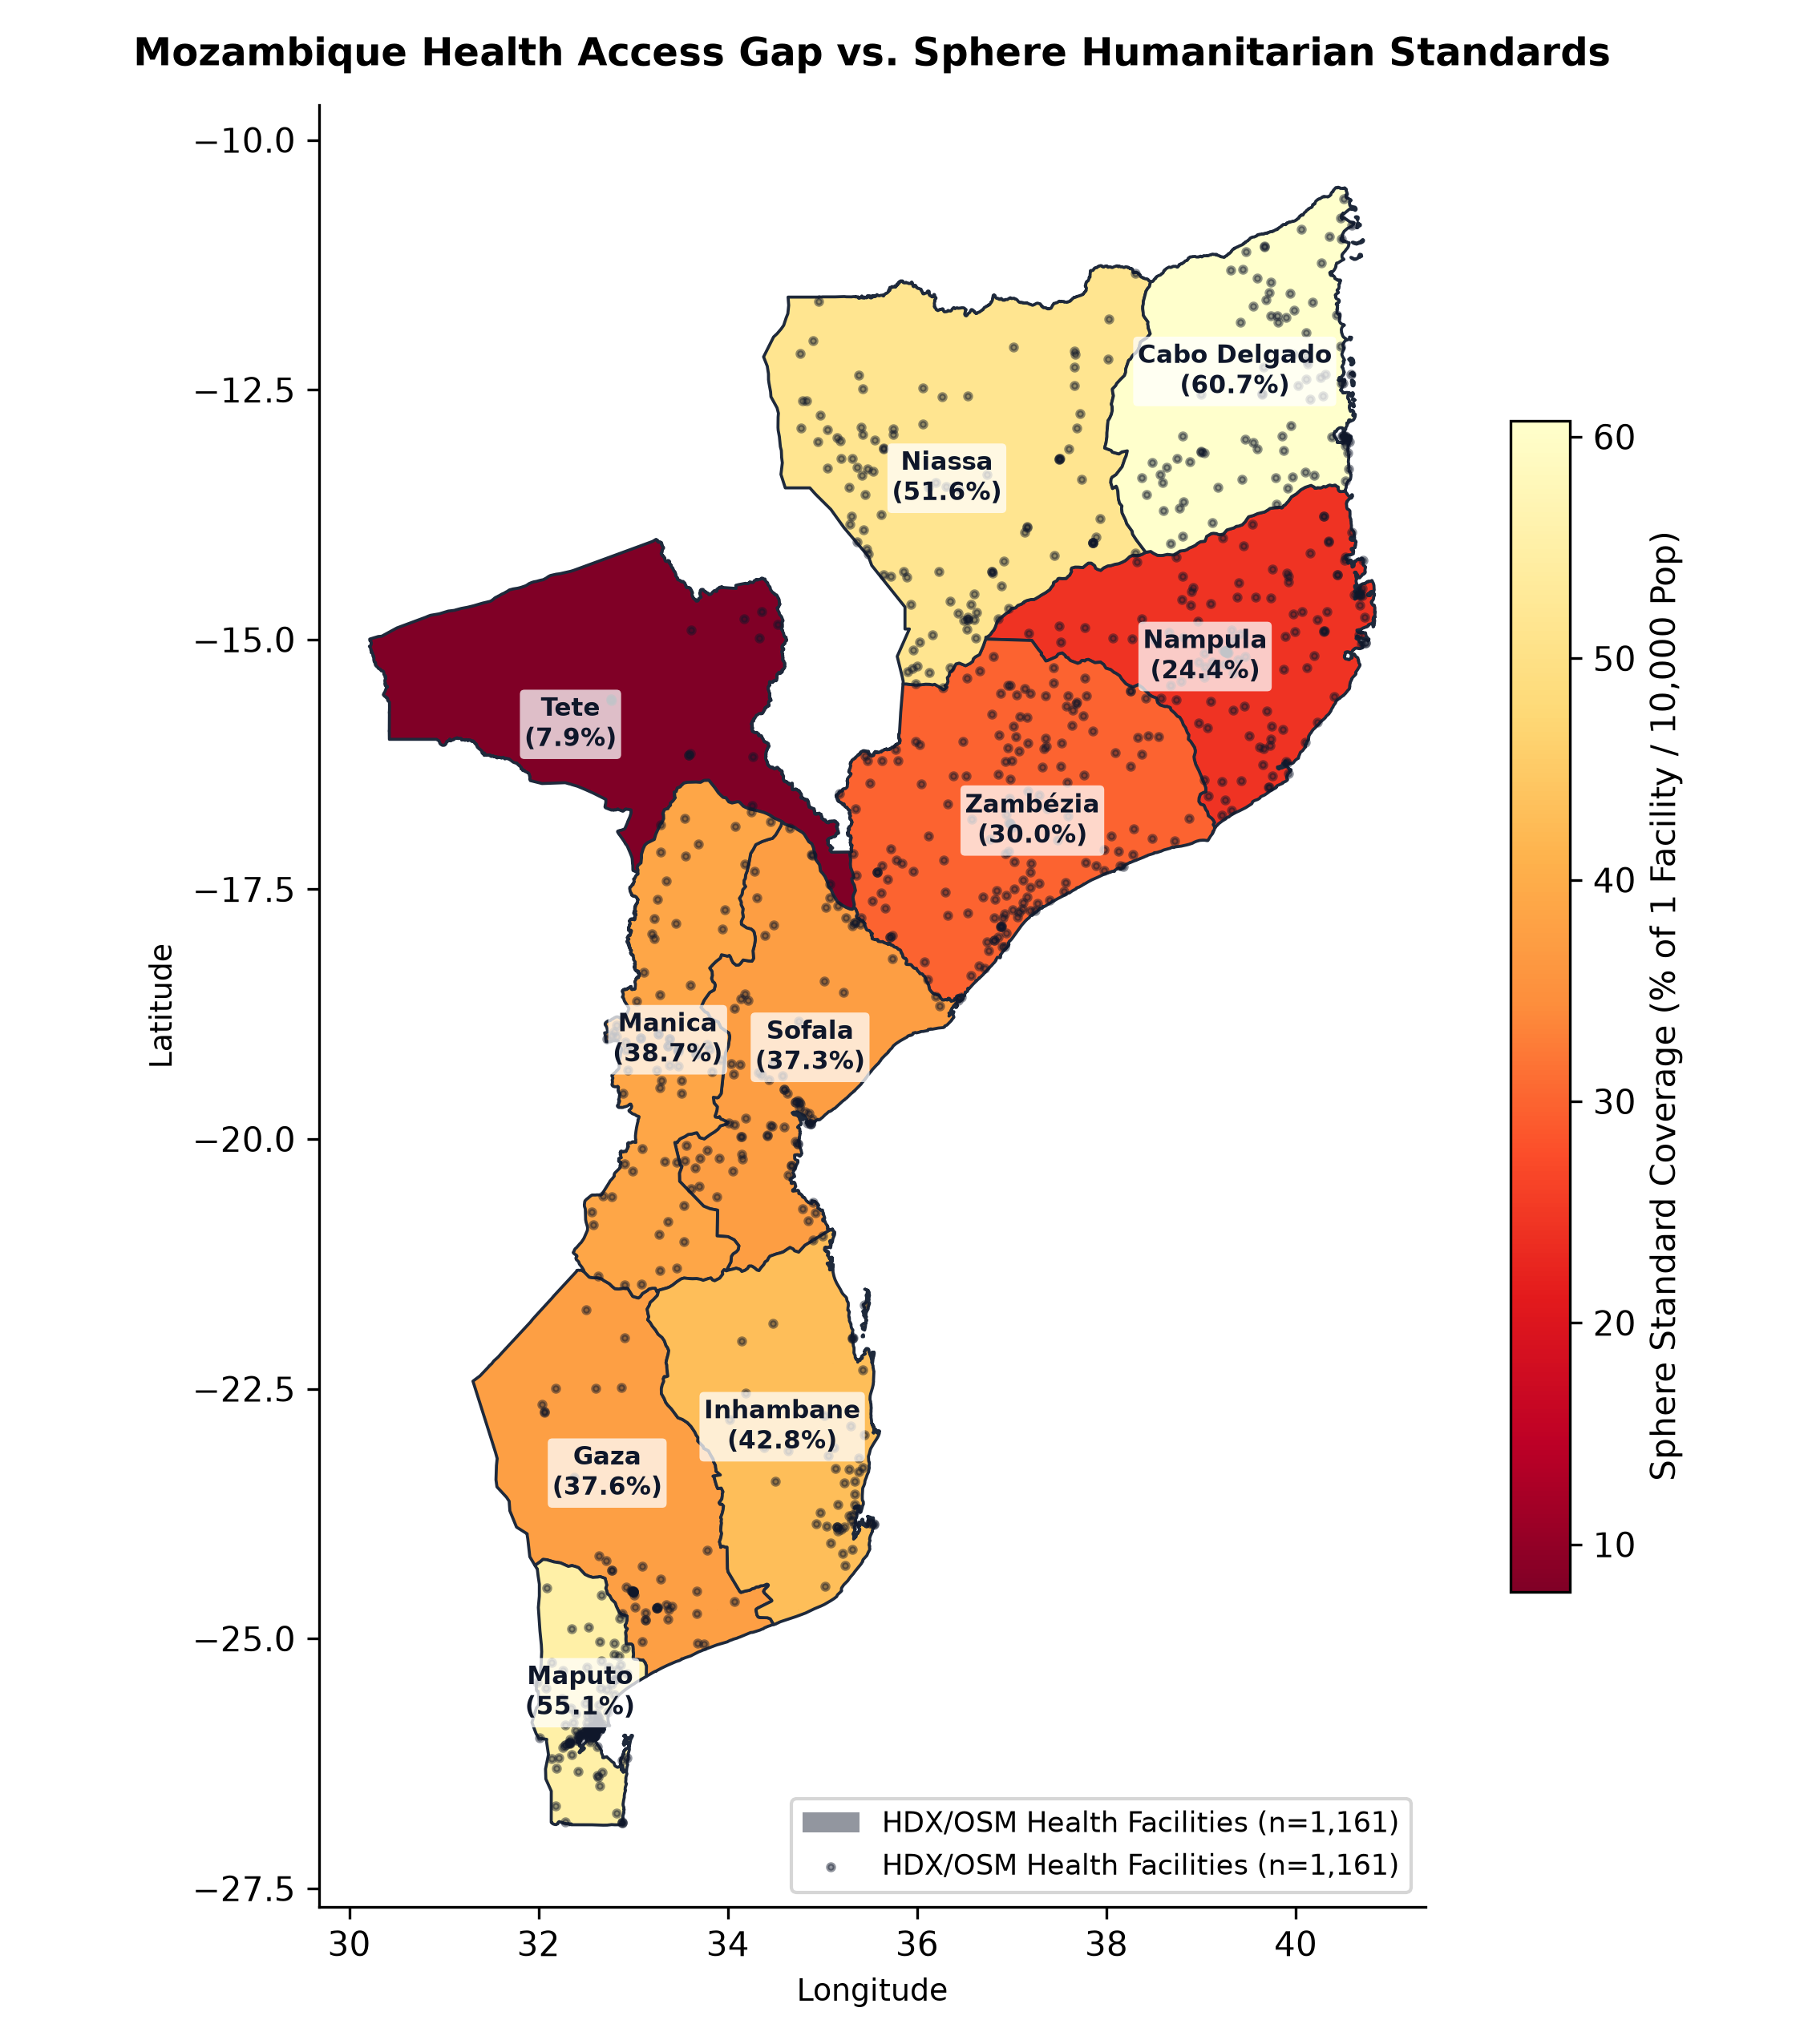 Mozambique Health Access Gap vs. Sphere Humanitarian Standards
−10.0
−12.5
−15.0
−17.5
−20.0
−22.5
−25.0
−27.5
Latitude
30
32
34
36
38
40
Longitude
Cabo Delgado
(60.7%)
Niassa
(51.6%)
Nampula
(24.4%)
Tete
(7.9%)
Zambézia
(30.0%)
Manica
(38.7%)
Sofala
(37.3%)
Inhambane
(42.8%)
Gaza
(37.6%)
Maputo
(55.1%)
HDX/OSM Health Facilities (n=1,161)
HDX/OSM Health Facilities (n=1,161)
60
50
40
30
20
10
Sphere Standard Coverage (% of 1 Facility / 10,000 Pop)